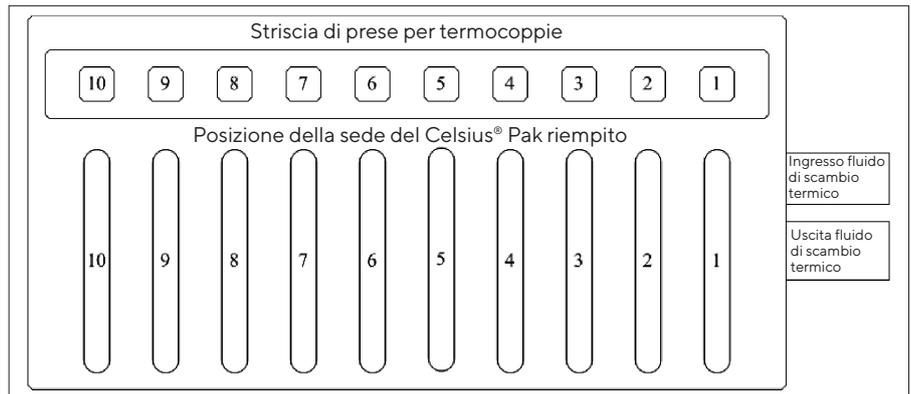 Striscia di prese per termocoppie
10 9 8 7 6 5 4 3 2 1
Posizione della sede del Celsius® Pak riempito
10 9 8 7 6 5 4 3 2 1
Ingresso fluido
di scambio
termico
Uscita fluido
di scambio
termico